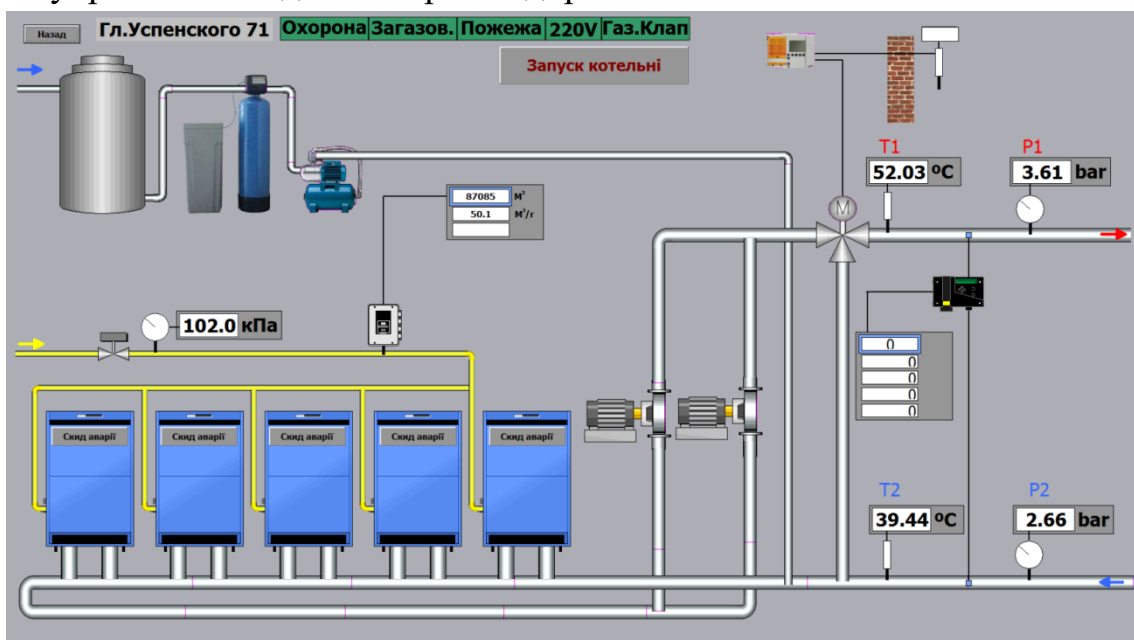 Назад
Гл.Успенского 71
Охорона Загазов. Пожежа 220V Газ.Клап
Запуск котельні
T1
52.03 ºC
P1
3.61 bar
87085 м³
50.1 м³/г
M
102.0 кПа
0
0
0
0
0
Скид аварії
Скид аварії
Скид аварії
Скид аварії
Скид аварії
T2
39.44 ºC
P2
2.66 bar